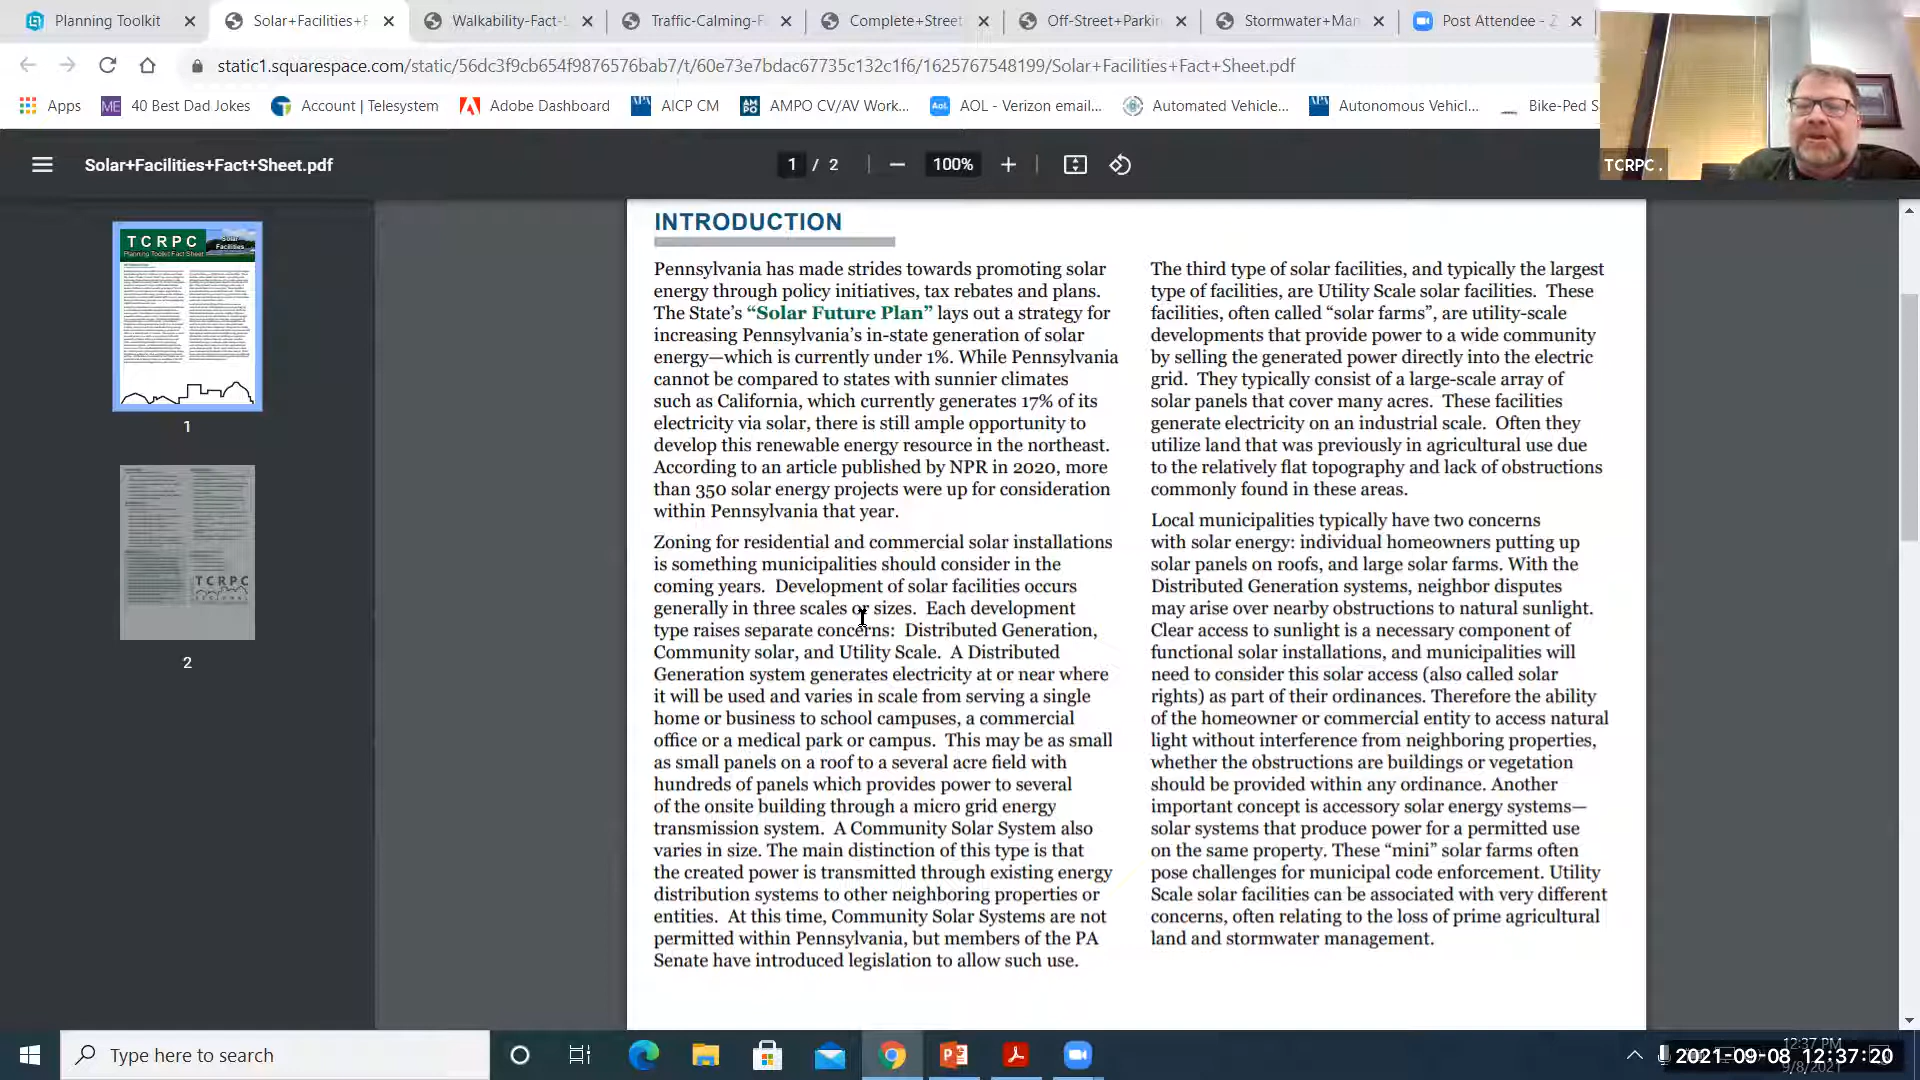 Planning Toolkit
Solar+Facilities+F
Walkability-Fact-S
Traffic-Calming-F
Complete+Street
Off-Street+Parkin
Stormwater+Man
Post Attendee - Z
static1.squarespace.com/static/56dc3f9cb654f9876576bab7/t/60e73e7bdac67735c132c1f6/1625767548199/Solar+Facilities+Fact+Sheet.pdf
Apps
40 Best Dad Jokes
Account | Telesystem
Adobe Dashboard
AICP CM
AMPO CV/AV Work...
AOL - Verizon email...
Automated Vehicle...
Autonomous Vehicl...
Bike-Ped S
TCRPC .
Solar+Facilities+Fact+Sheet.pdf
1 / 2
100%
TCRPC
Solar Facilities
Planning Toolkit Fact Sheet
1
TCRPC
2
INTRODUCTION
Pennsylvania has made strides towards promoting solar
energy through policy initiatives, tax rebates and plans.
The State's “Solar Future Plan” lays out a strategy for
increasing Pennsylvania's in-state generation of solar
energy—which is currently under 1%. While Pennsylvania
cannot be compared to states with sunnier climates
such as California, which currently generates 17% of its
electricity via solar, there is still ample opportunity to
develop this renewable energy resource in the northeast.
According to an article published by NPR in 2020, more
than 350 solar energy projects were up for consideration
within Pennsylvania that year.
Zoning for residential and commercial solar installations
is something municipalities should consider in the
coming years. Development of solar facilities occurs
generally in three scales or sizes. Each development
type raises separate concerns: Distributed Generation,
Community solar, and Utility Scale. A Distributed
Generation system generates electricity at or near where
it will be used and varies in scale from serving a single
home or business to school campuses, a commercial
office or a medical park or campus. This may be as small
as small panels on a roof to a several acre field with
hundreds of panels which provides power to several
of the onsite building through a micro grid energy
transmission system. A Community Solar System also
varies in size. The main distinction of this type is that
the created power is transmitted through existing energy
distribution systems to other neighboring properties or
entities. At this time, Community Solar Systems are not
permitted within Pennsylvania, but members of the PA
Senate have introduced legislation to allow such use.
The third type of solar facilities, and typically the largest
type of facilities, are Utility Scale solar facilities. These
facilities, often called “solar farms”, are utility-scale
developments that provide power to a wide community
by selling the generated power directly into the electric
grid. They typically consist of a large-scale array of
solar panels that cover many acres. These facilities
generate electricity on an industrial scale. Often they
utilize land that was previously in agricultural use due
to the relatively flat topography and lack of obstructions
commonly found in these areas.
Local municipalities typically have two concerns
with solar energy: individual homeowners putting up
solar panels on roofs, and large solar farms. With the
Distributed Generation systems, neighbor disputes
may arise over nearby obstructions to natural sunlight.
Clear access to sunlight is a necessary component of
functional solar installations, and municipalities will
need to consider this solar access (also called solar
rights) as part of their ordinances. Therefore the ability
of the homeowner or commercial entity to access natural
light without interference from neighboring properties,
whether the obstructions are buildings or vegetation
should be provided within any ordinance. Another
important concept is accessory solar energy systems—
solar systems that produce power for a permitted use
on the same property. These “mini” solar farms often
pose challenges for municipal code enforcement. Utility
Scale solar facilities can be associated with very different
concerns, often relating to the loss of prime agricultural
land and stormwater management.
Type here to search
12:37 PM
2021-09-08 12:37:20
9/8/2021